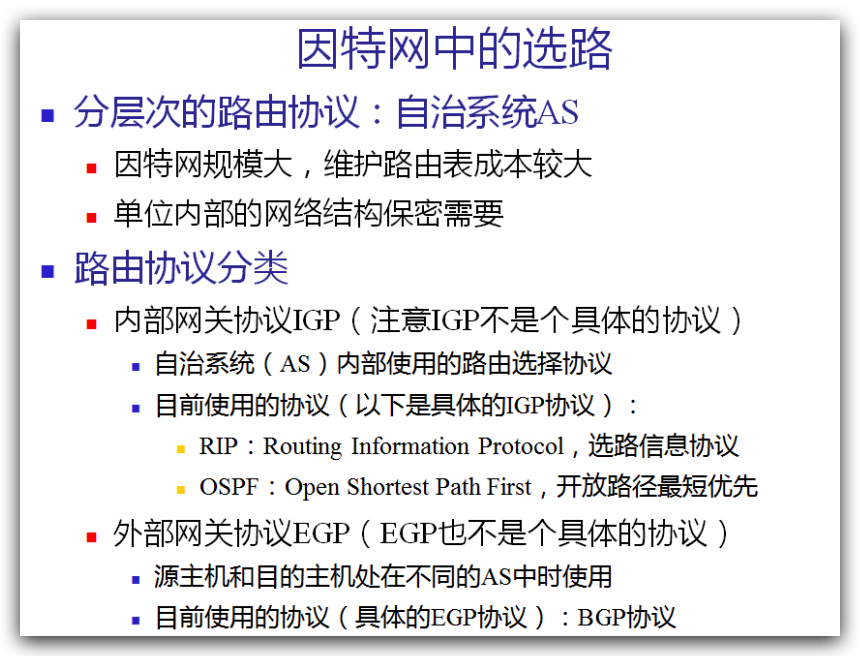 因特网中的选路
分层次的路由协议：自治系统AS
因特网规模大，维护路由表成本较大
单位内部的网络结构保密需要
路由协议分类
内部网关协议IGP（注意IGP不是个具体的协议）
自治系统（AS）内部使用的路由选择协议
目前使用的协议（以下是具体的IGP协议）：
RIP：Routing Information Protocol，选路信息协议
OSPF：Open Shortest Path First，开放路径最短优先
外部网关协议EGP（EGP也不是个具体的协议）
源主机和目的主机处在不同的AS中时使用
目前使用的协议（具体的EGP协议）：BGP协议